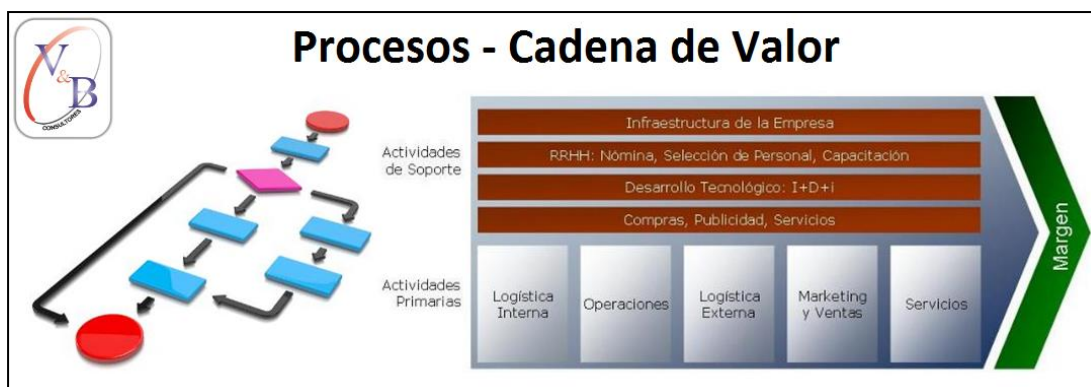 V
&
B
CONSULTORES
Procesos - Cadena de Valor
Actividades
de Soporte
Infraestructura de la Empresa
RRHH: Nómina, Selección de Personal, Capacitación
Desarrollo Tecnológico: I+D+i
Compras, Publicidad, Servicios
Actividades
Primarias
Logística
Interna
Operaciones
Logística
Externa
Marketing
y Ventas
Servicios
Margen